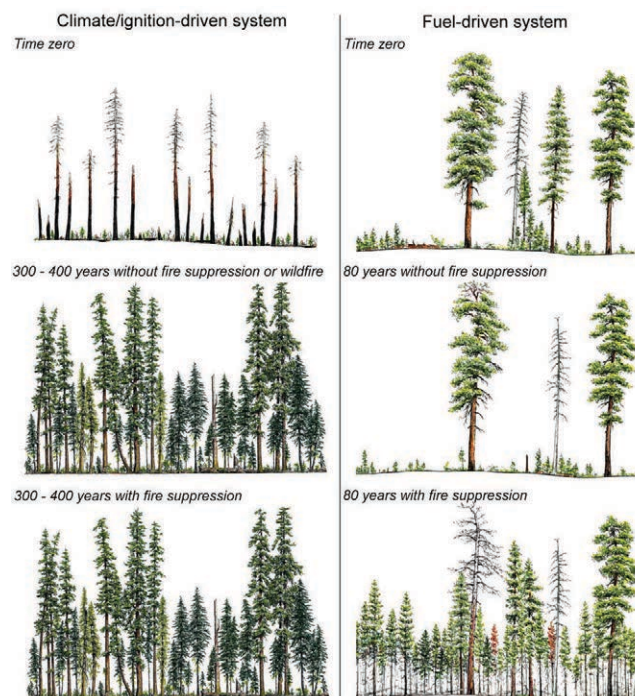 Climate/ignition-driven system
Time zero
300 - 400 years without fire suppression or wildfire
300 - 400 years with fire suppression
Fuel-driven system
Time zero
80 years without fire suppression
80 years with fire suppression